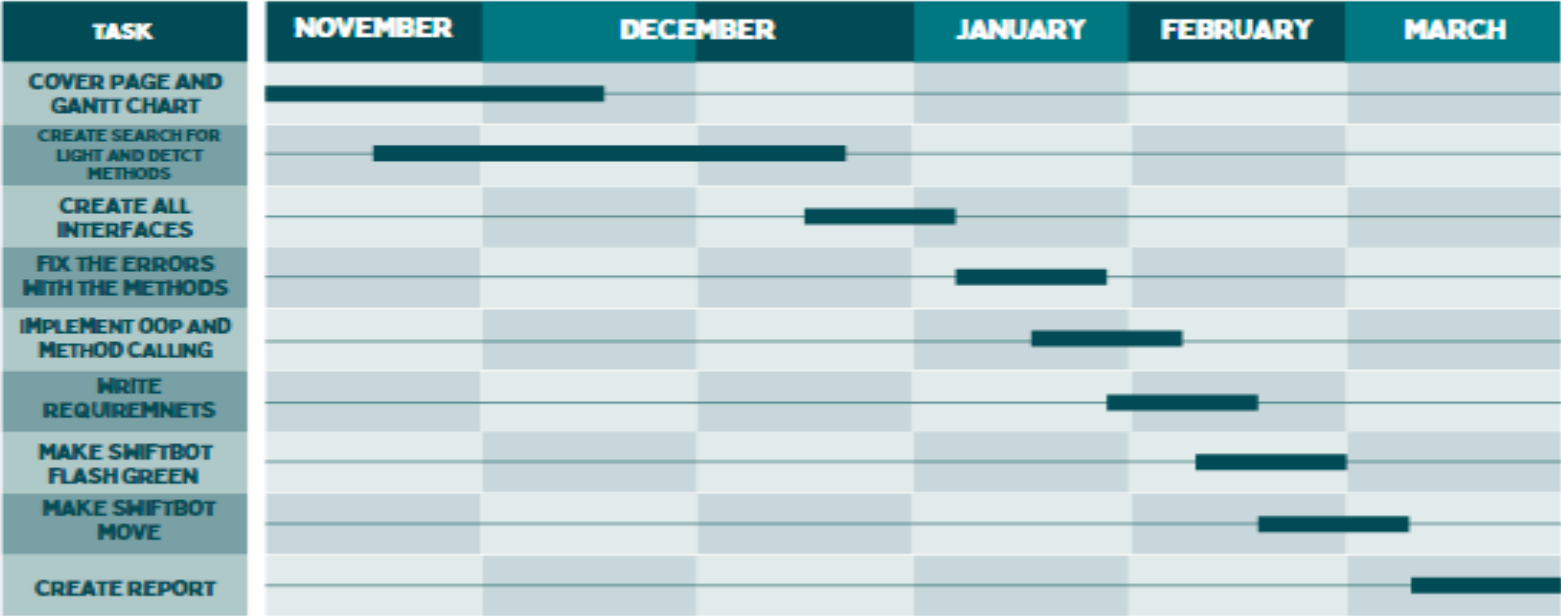 TASK NOVEMBER DECEMBER JANUARY FEBRUARY MARCH
COVER PAGE AND
GANTT CHART
CREATE SEARCH FOR
LIGHT AND DETCT
METHODS
CREATE ALL
INTERFACES
FIX THE ERRORS
WITH THE METHODS
IMPLEMENT OOP AND
METHOD CALLING
WRITE
REQUIREMNETS
MAKE SWIFTBOT
FLASH GREEN
MAKE SWIFTBOT
MOVE
CREATE REPORT